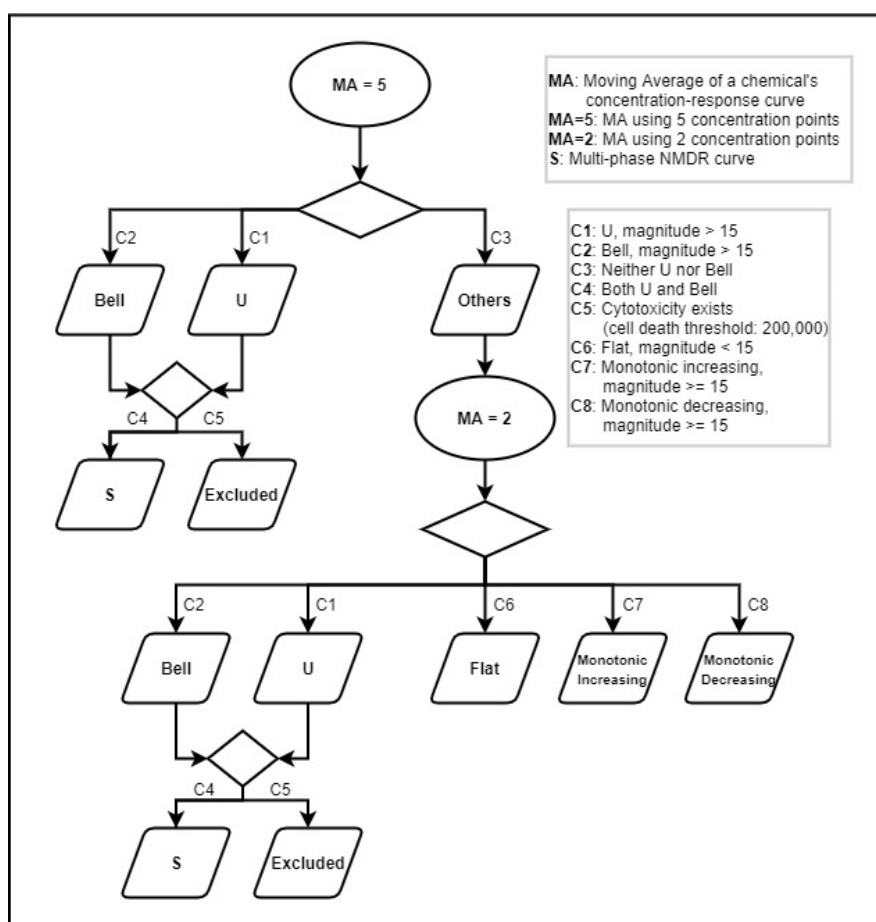 MA = 5
MA: Moving Average of a chemical's
concentration-response curve
MA=5: MA using 5 concentration points
MA=2: MA using 2 concentration points
S: Multi-phase NMDR curve
C2
C1
C3
Bell
U
Others
C1: U, magnitude > 15
C2: Bell, magnitude > 15
C3: Neither U nor Bell
C4: Both U and Bell
C5: Cytotoxicity exists
(cell death threshold: 200,000)
C6: Flat, magnitude < 15
C7: Monotonic increasing,
magnitude >= 15
C8: Monotonic decreasing,
magnitude >= 15
C4
C5
MA = 2
S
Excluded
C2
C1
C6
C7
C8
Bell
U
Flat
Monotonic
Increasing
Monotonic
Decreasing
C4
C5
S
Excluded